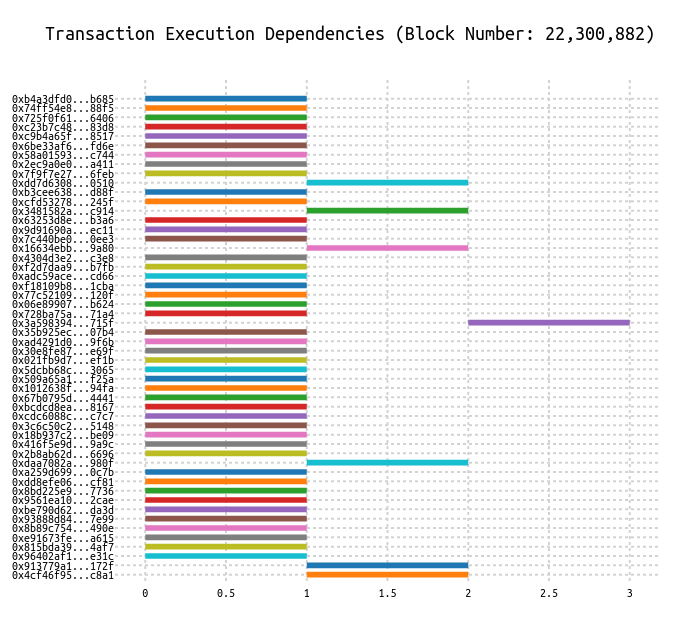 Transaction Execution Dependencies (Block Number: 22,300,882)
0xb4a3dfd0...b685
0x74ff54e8...88f5
0x725f0f61...6406
0xc23b7c48...83d8
0xc9b4a65f...8517
0x6be33af6...fd6e
0x58a01593...c744
0x2ec9a0e0...a411
0x7f9f7e27...6feb
0xdd7d6308...0510
0xb3cee638...d88f
0xcfd53278...245f
0x3481582a...c914
0x63253d8e...b3a6
0x9d91690a...ec11
0x7c440be0...0ee3
0x16634ebb...9a80
0x4304d3e2...c3e8
0xf2d7daa9...b7fb
0xadc59ace...cd66
0xf18109b8...1cba
0x77c52109...120f
0x06e89907...b624
0x728ba75a...71a4
0x3a598394...715f
0x35b925ec...07b4
0xad4291d0...9f6b
0x30e8fe87...e69f
0x021fb9d7...ef1b
0x5dcbb68c...3065
0x509a65a1...f25a
0x1012638f...94fa
0x67b0795d...4441
0xbcdcd8ea...8167
0xcdc6088c...c7c7
0x3c6c50c2...5148
0x18b937c2...be09
0x416f5e9d...9a9c
0x2b8ab62d...6696
0xdaa7082a...980f
0xa259d699...0c7b
0xdd8efe06...cf81
0x8bd225e9...7736
0x9561ea10...2cae
0xbe790d62...da3d
0x93888d84...7e99
0x8b89c754...490e
0xe91673fe...a615
0x815bda39...4af7
0x96402af1...e31c
0x913779a1...172f
0x4cf46f95...c8a1
0 0.5 1 1.5 2 2.5 3